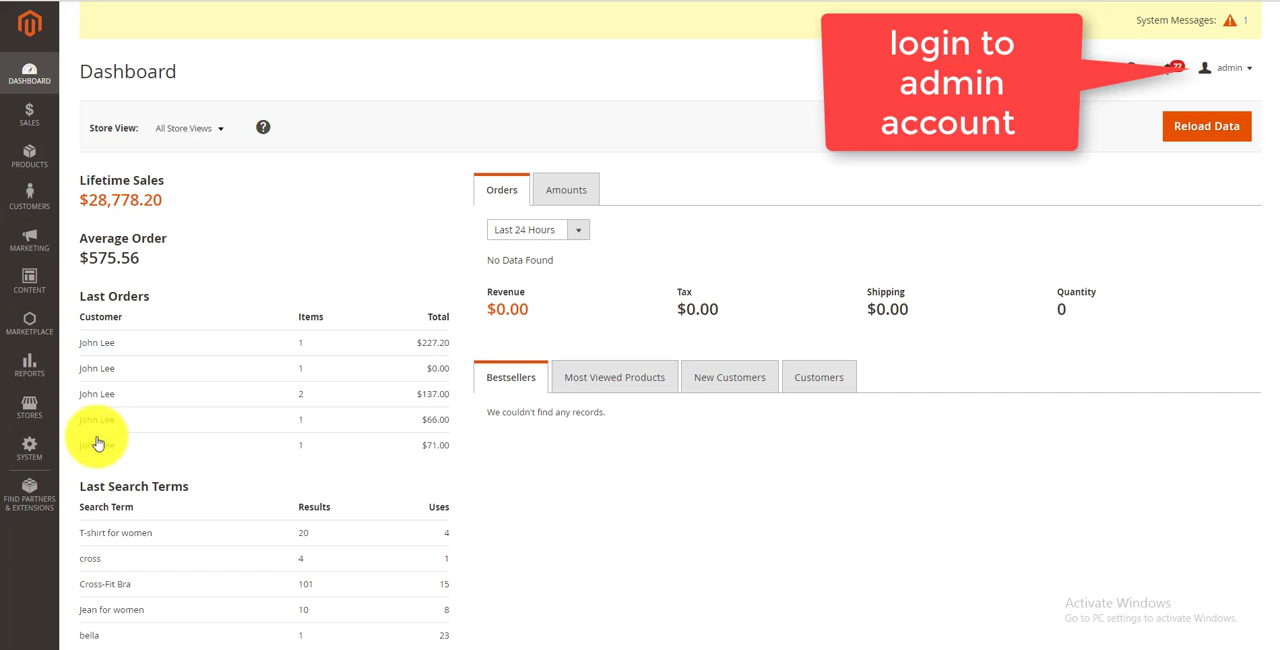 System Messages: 1
login to
admin
account
72
admin
Dashboard
DASHBOARD
SALES
PRODUCTS
CUSTOMERS
MARKETING
CONTENT
MARKETPLACE
REPORTS
STORES
SYSTEM
FIND PARTNERS
& EXTENSIONS
Store View: All Store Views ?
Reload Data
Lifetime Sales
$28,778.20
Average Order
$575.56
Last Orders
Customer Items Total
John Lee 1 $227.20
John Lee 1 $0.00
John Lee 2 $137.00
John Lee 1 $66.00
John Lee 1 $71.00
Last Search Terms
Search Term Results Uses
T-shirt for women 20 4
cross 4 1
Cross-Fit Bra 101 15
Jean for women 10 8
bella 1 23
Orders Amounts
Last 24 Hours
No Data Found
Revenue Tax Shipping Quantity
$0.00 $0.00 $0.00 0
Bestsellers Most Viewed Products New Customers Customers
We couldn't find any records.
Activate Windows
Go to PC settings to activate Windows.